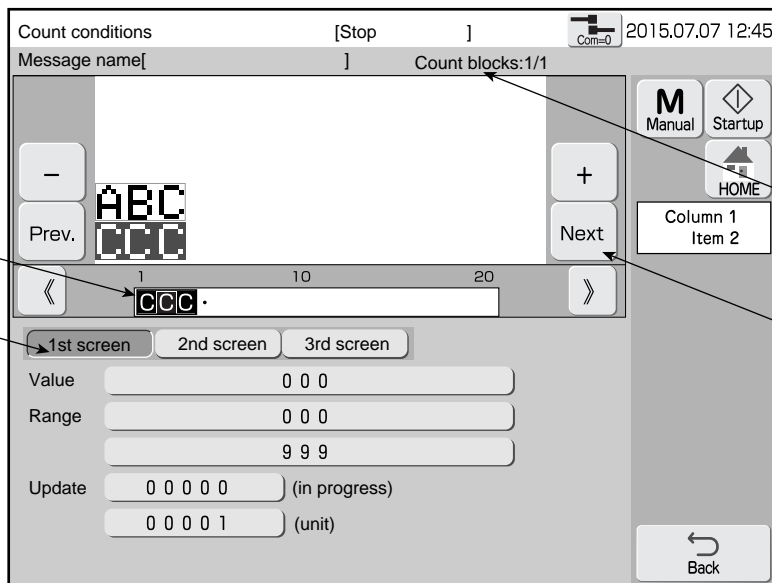 Count conditions [Stop ] Com=0 2015.07.07 12:45
Message name[ ] Count blocks:1/1
M
Manual Startup
HOME
− +
ABC
CCC
Prev. Next
Column 1
Item 2
《 1 10 20 》
CCC·
1st screen 2nd screen 3rd screen
Value 000
Range 000
999
Update 00000 (in progress)
00001 (unit)
Back